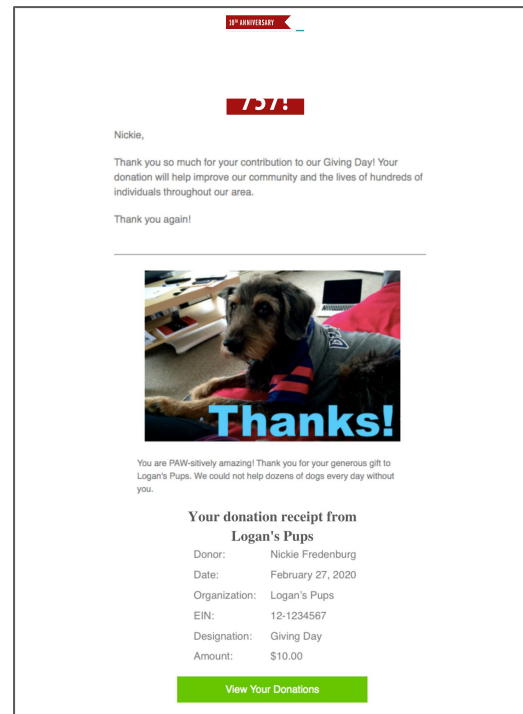 10TH ANNIVERSARY
757!
Nickie,
Thank you so much for your contribution to our Giving Day! Your
donation will help improve our community and the lives of hundreds of
individuals throughout our area.
Thank you again!
Thanks!
You are PAW-sitively amazing! Thank you for your generous gift to
Logan's Pups. We could not help dozens of dogs every day without
you.
Your donation receipt from
Logan's Pups
Donor: Nickie Fredenburg
Date: February 27, 2020
Organization: Logan's Pups
EIN: 12-1234567
Designation: Giving Day
Amount: $10.00
View Your Donations